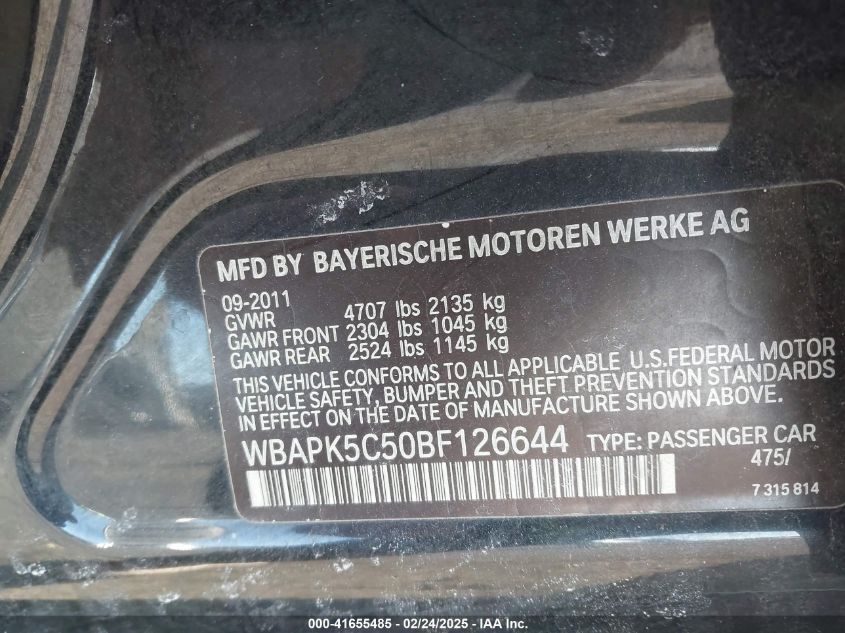 MFD BY BAYERISCHE MOTOREN WERKE AG
09-2011
GVWR 4707 lbs 2135 kg
GAWR FRONT 2304 lbs 1045 kg
GAWR REAR 2524 lbs 1145 kg
THIS VEHICLE CONFORMS TO ALL APPLICABLE U.S.FEDERAL MOTOR
VEHICLE SAFETY, BUMPER AND THEFT PREVENTION STANDARDS
IN EFFECT ON THE DATE OF MANUFACTURE SHOWN ABOVE.
WBAPK5C50BF126644 TYPE: PASSENGER CAR
475/
7 315 814
000-41655485 - 02/24/2025 - IAA Inc.